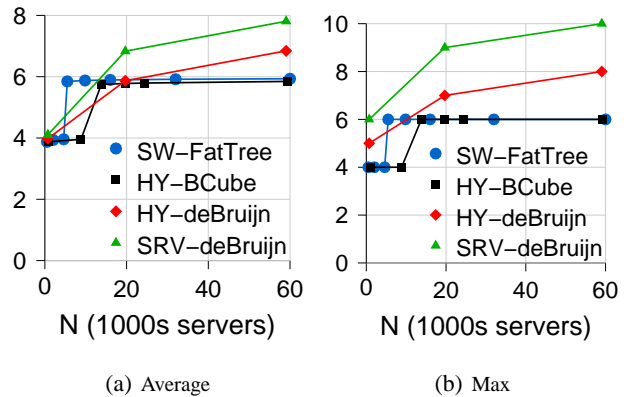 8
6
4
2
0
0 20 40 60
SW−FatTree
HY−BCube
HY−deBruijn
SRV−deBruijn
N (1000s servers)
(a) Average
10
8
6
4
2
0
0 20 40 60
SW−FatTree
HY−BCube
HY−deBruijn
SRV−deBruijn
N (1000s servers)
(b) Max